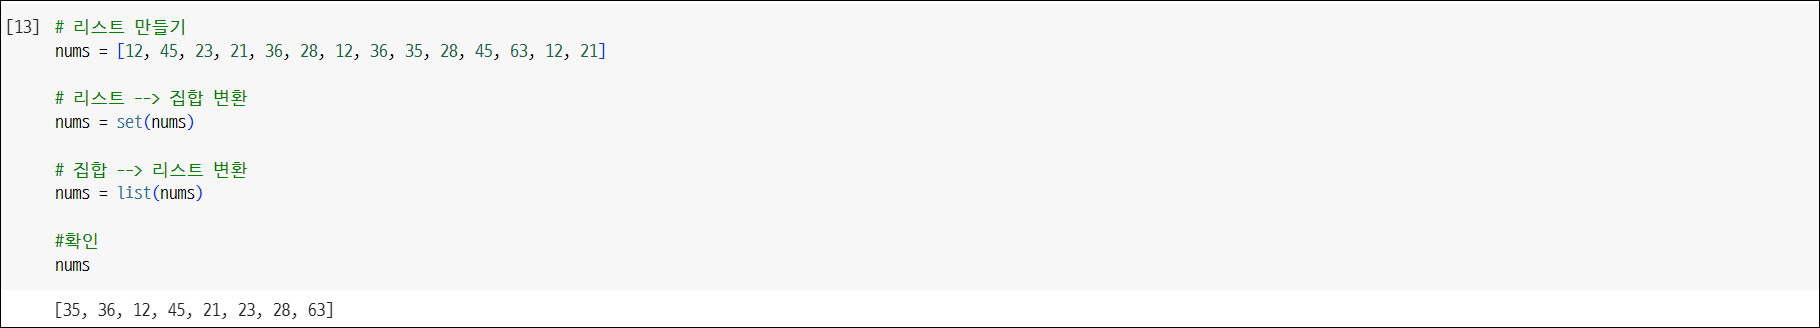 [13] # 리스트 만들기
nums = [12, 45, 23, 21, 36, 28, 12, 36, 35, 28, 45, 63, 12, 21]
# 리스트 --> 집합 변환
nums = set(nums)
# 집합 --> 리스트 변환
nums = list(nums)
#확인
nums
[35, 36, 12, 45, 21, 23, 28, 63]